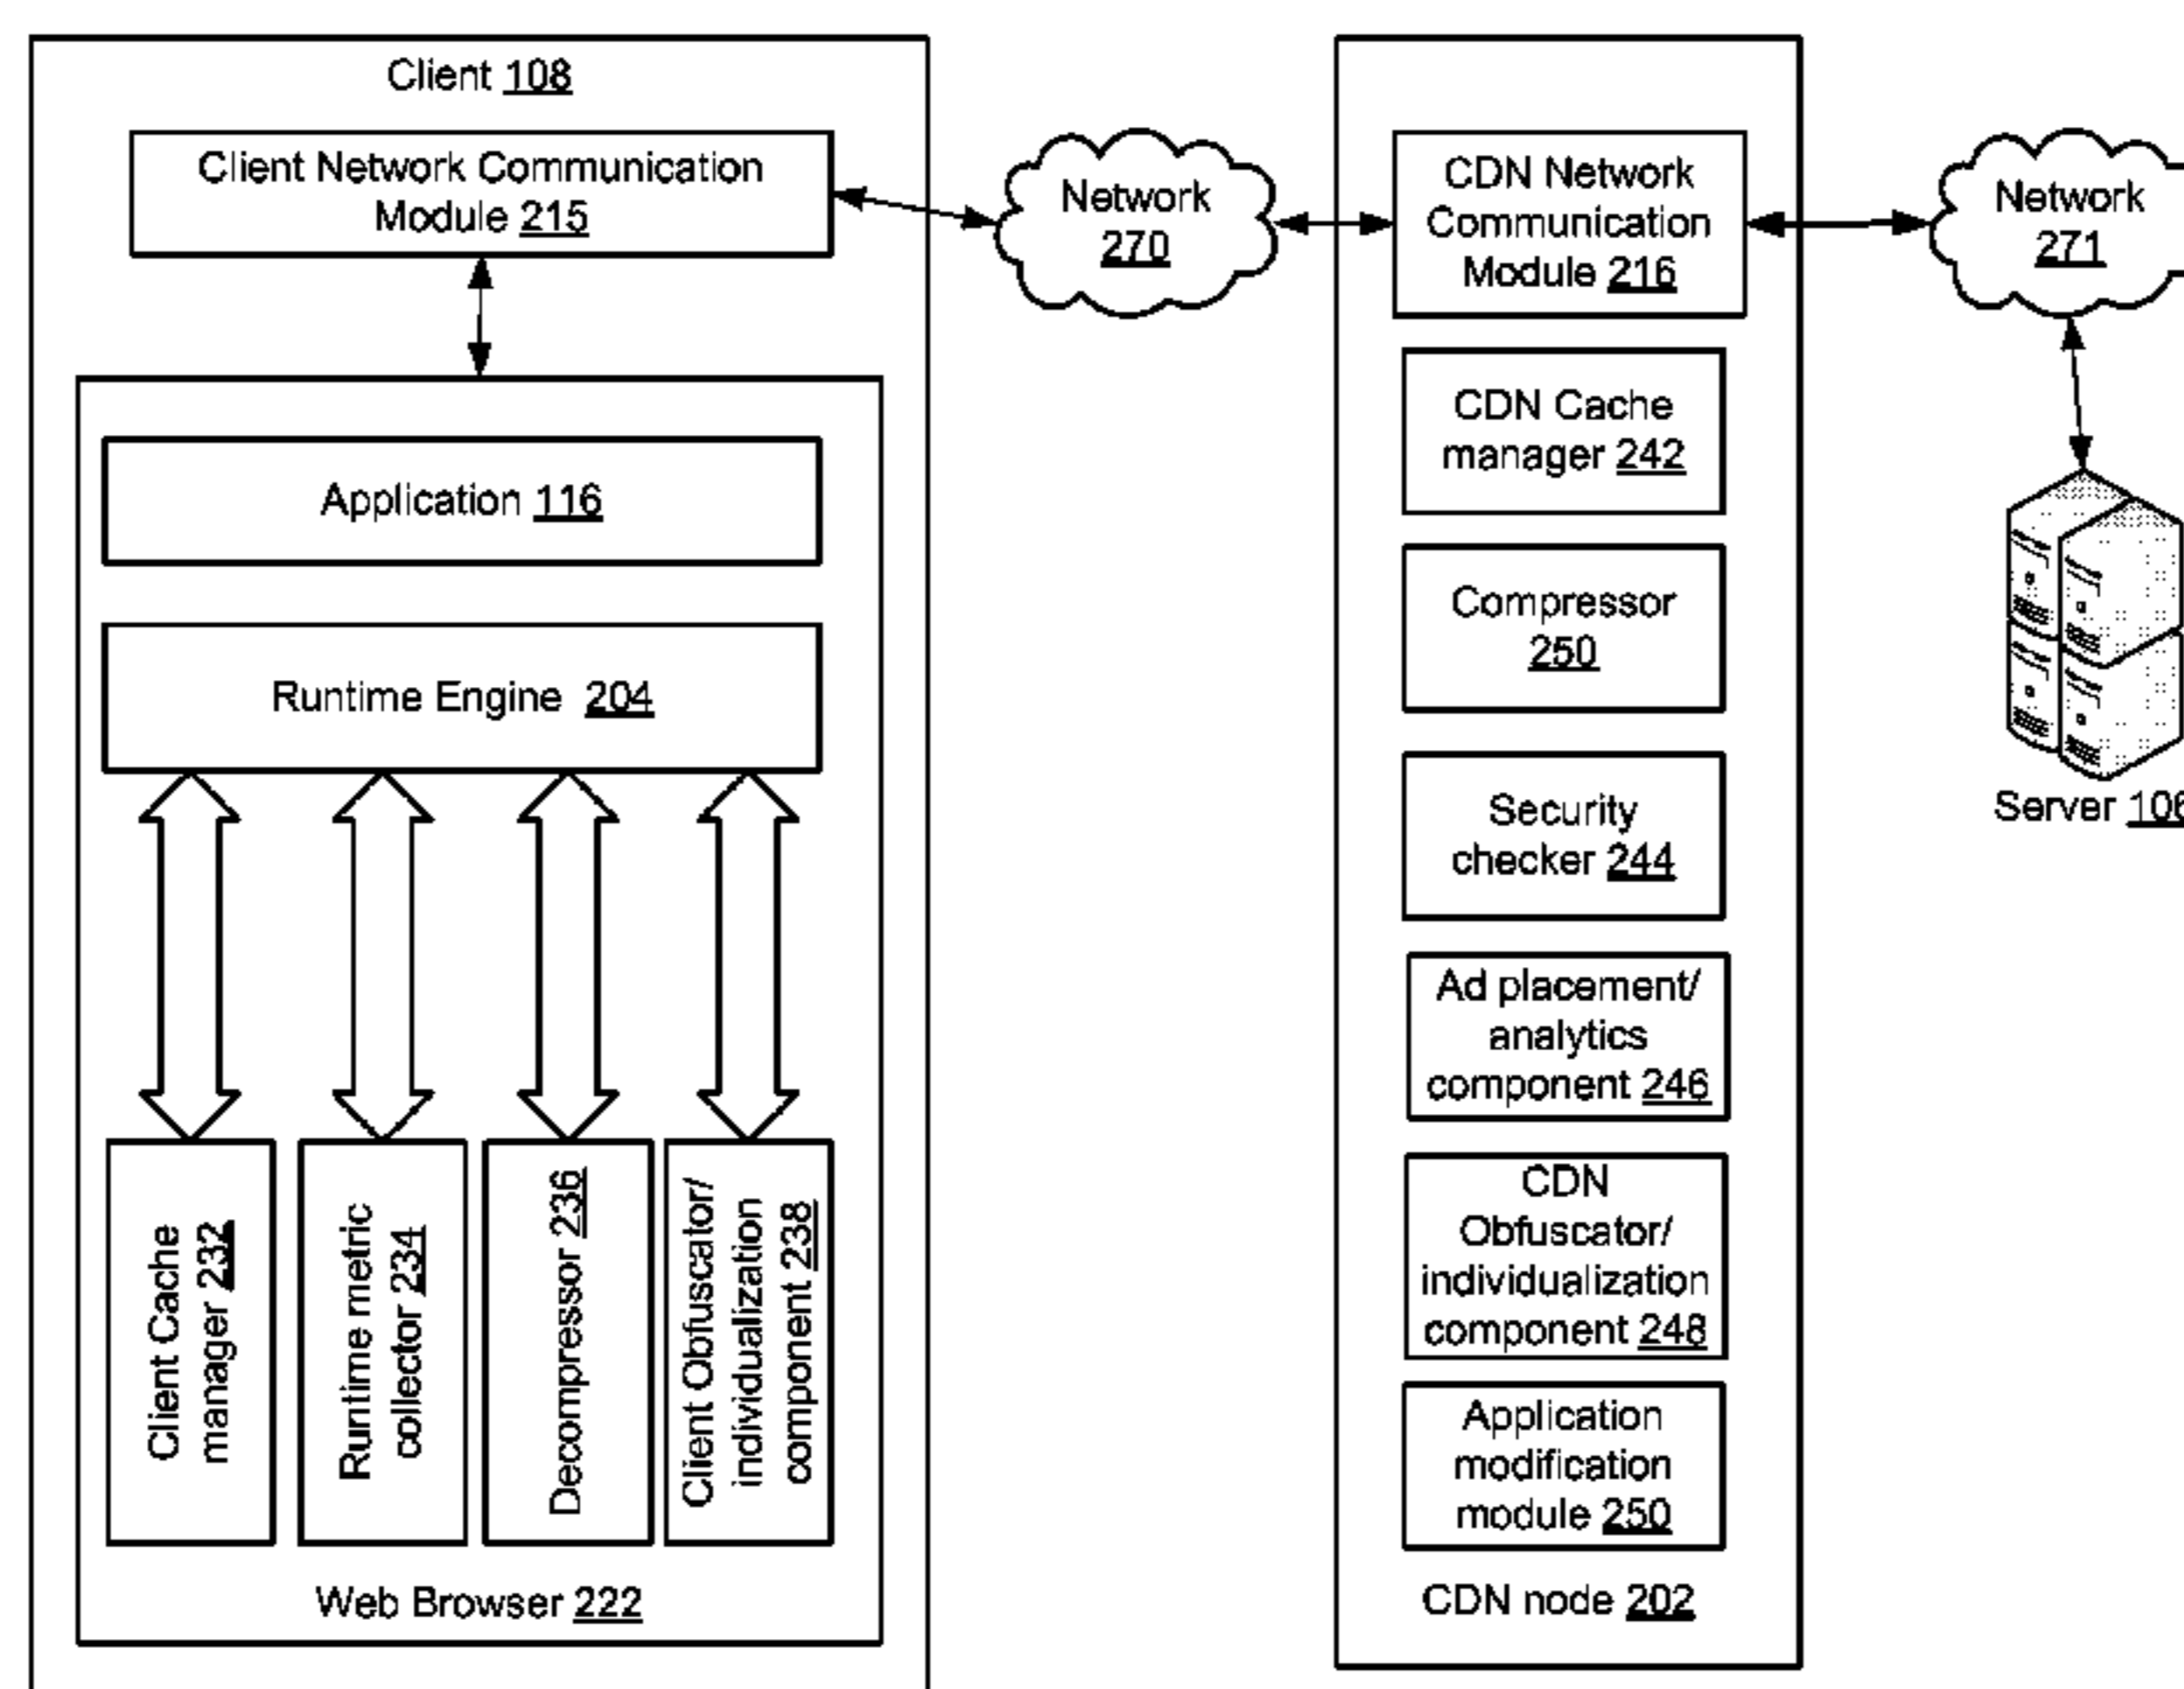 Client 108
Client Network Communication
Module 215
Application 116
Runtime Engine 204
Client Cache
manager 232
Runtime metric
collector 234
Decompressor 236
Client Obfuscator/
individualization
component 238
Web Browser 222
Network
270
CDN Network
Communication
Module 216
CDN Cache
manager 242
Compressor
250
Security
checker 244
Ad placement/
analytics
component 246
CDN
Obfuscator/
individualization
component 248
Application
modification
module 250
CDN node 202
Network
271
Server 106